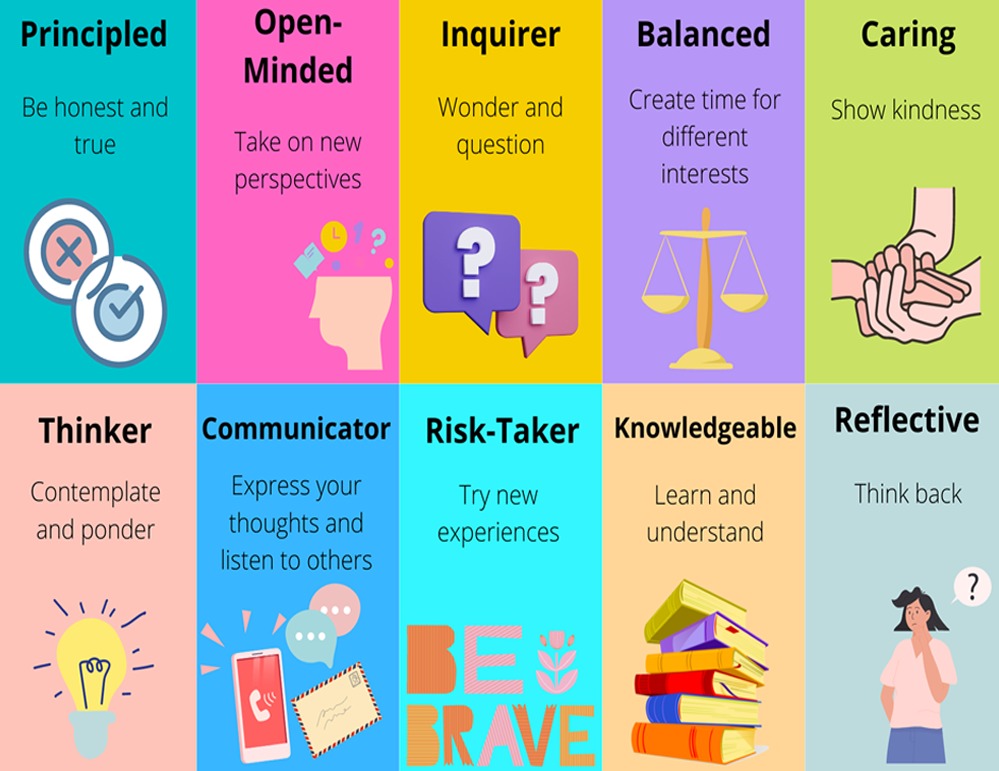 Principled
Be honest and
true
Open-
Minded
Take on new
perspectives
Inquirer
Wonder and
question
?
?
Balanced
Create time for
different
interests
Caring
Show kindness
Thinker
Contemplate
and ponder
Communicator
Express your
thoughts and
listen to others
Risk-Taker
Try new
experiences
BE
BRAVE
Knowledgeable
Learn and
understand
Reflective
Think back
?